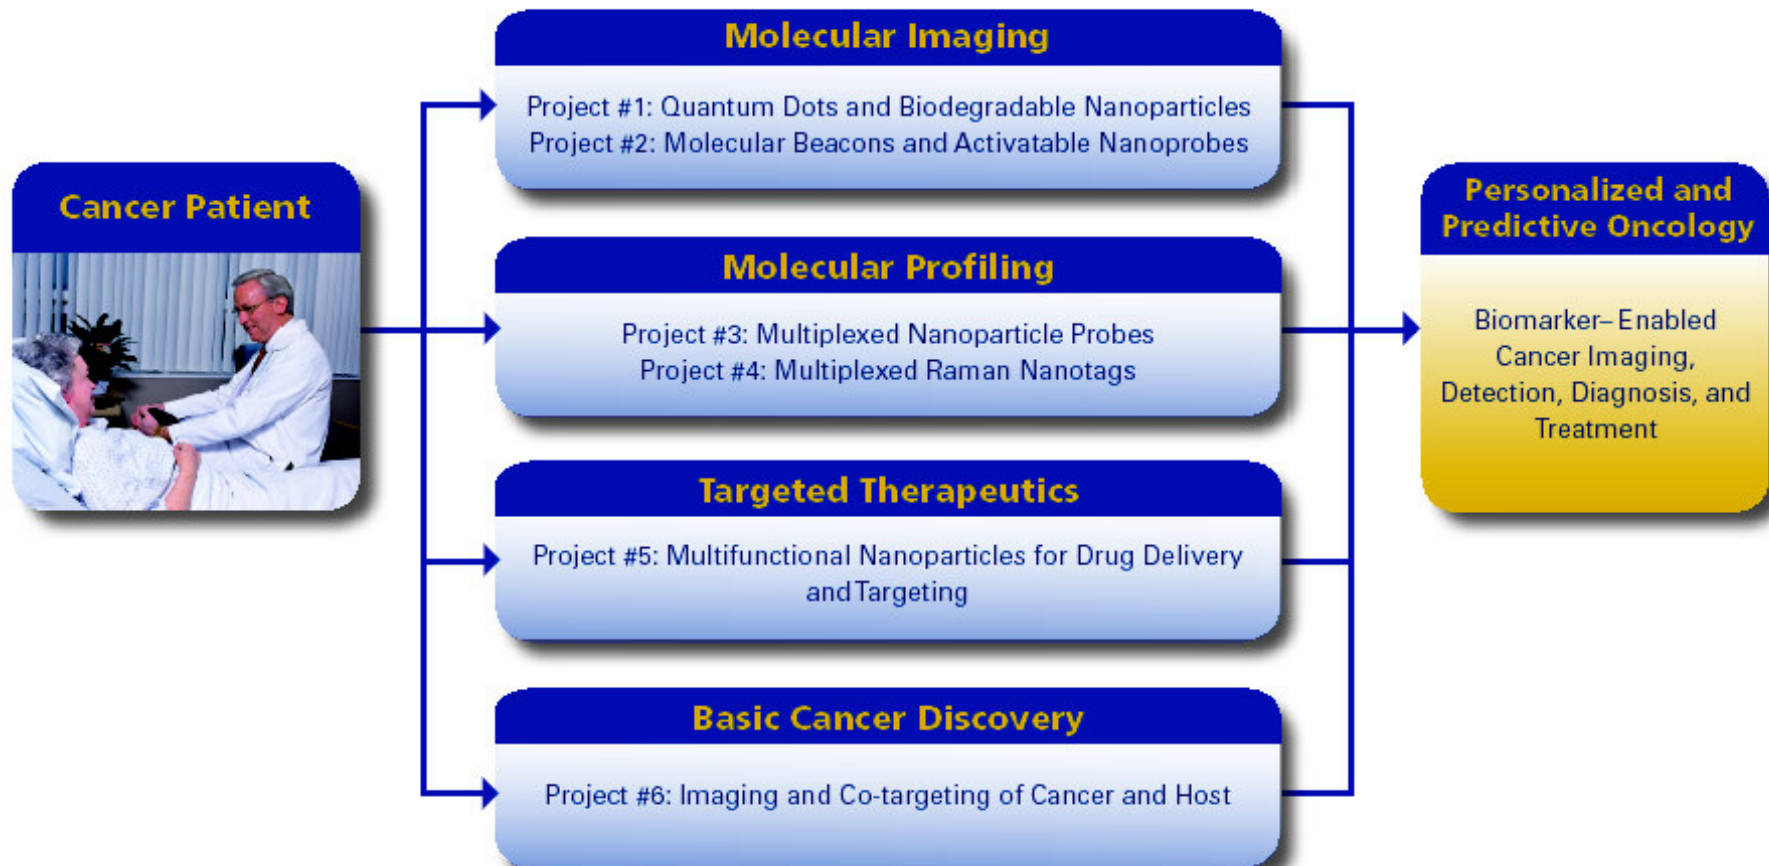 Cancer Patient
Molecular Imaging
Project #1: Quantum Dots and Biodegradable Nanoparticles
Project #2: Molecular Beacons and Activatable Nanoprobes
Molecular Profiling
Project #3: Multiplexed Nanoparticle Probes
Project #4: Multiplexed Raman Nanotags
Targeted Therapeutics
Project #5: Multifunctional Nanoparticles for Drug Delivery
and Targeting
Basic Cancer Discovery
Project #6: Imaging and Co-targeting of Cancer and Host
Personalized and
Predictive Oncology
Biomarker–Enabled
Cancer Imaging,
Detection, Diagnosis, and
Treatment